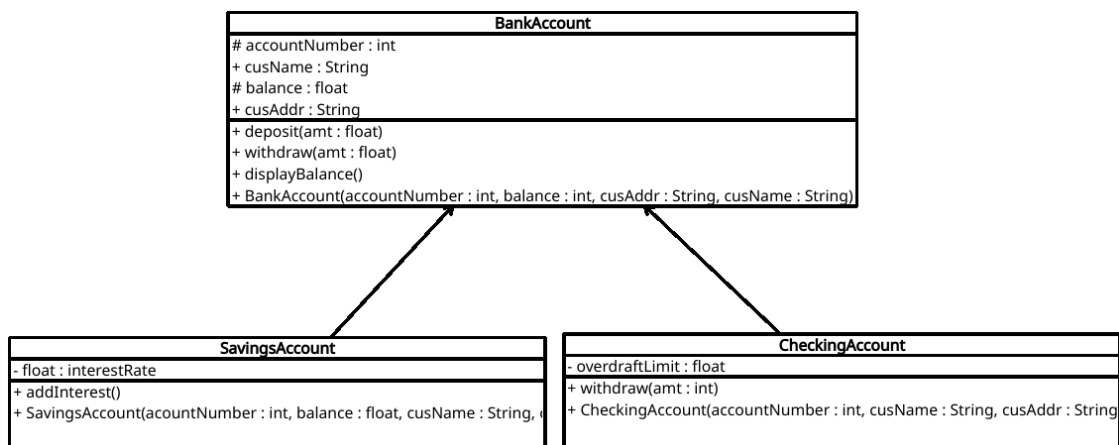 BankAccount
# accountNumber : int
+ cusName : String
# balance : float
+ cusAddr : String
+ deposit(amt : float)
+ withdraw(amt : float)
+ displayBalance()
+ BankAccount(accountNumber : int, balance : int, cusAddr : String, cusName : String)
SavingsAccount
- float : interestRate
+ addInterest()
+ SavingsAccount(acountNumber : int, balance : float, cusName : String,
CheckingAccount
- overdraftLimit : float
+ withdraw(amt : int)
+ CheckingAccount(accountNumber : int, cusName : String, cusAddr : String